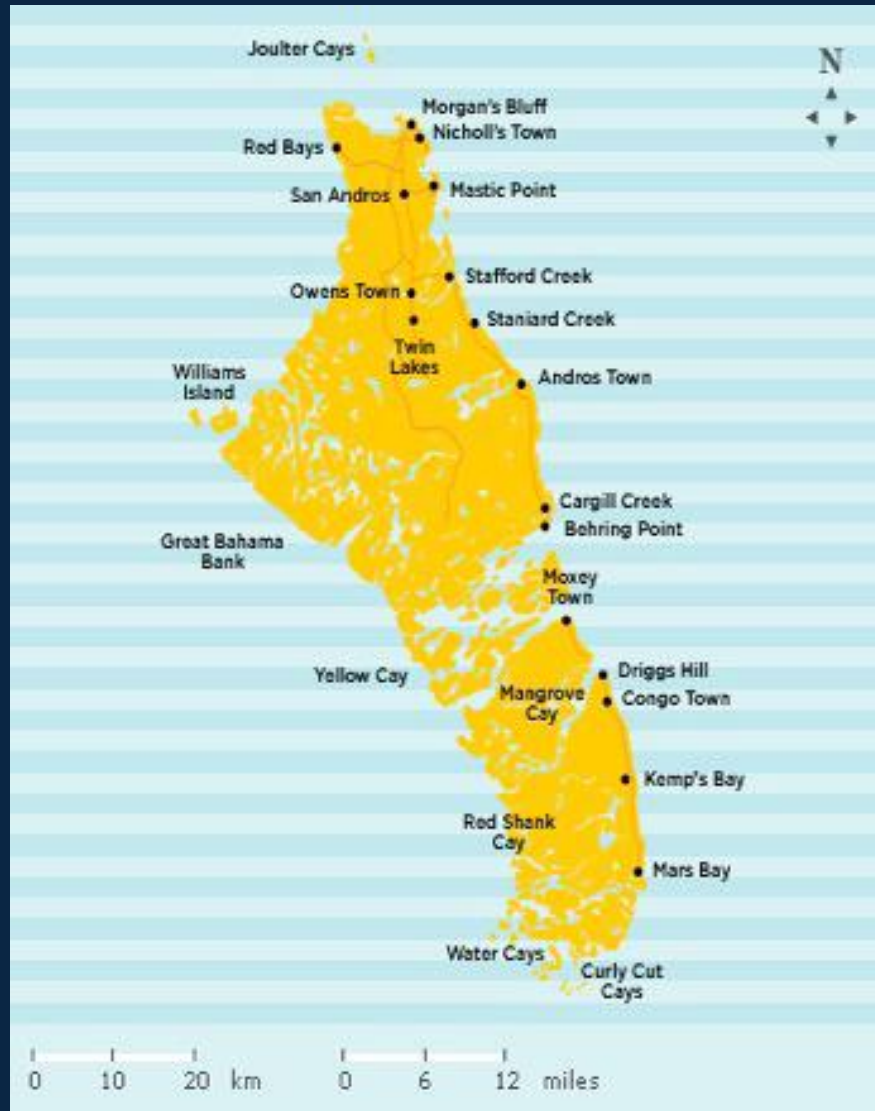 Joulter Cays
N
Morgan's Bluff
Nicholl's Town
Red Bays
San Andros
Mastic Point
Stafford Creek
Owens Town
Staniard Creek
Twin
Lakes
Williams
Island
Andros Town
Cargill Creek
Behring Point
Great Bahama
Bank
Moxey
Town
Yellow Cay
Driggs Hill
Mangrove
Cay
Congo Town
Kemp's Bay
Red Shank
Cay
Mars Bay
Water Cays
Curly Cut
Cays
0 10 20 km 0 6 12 miles